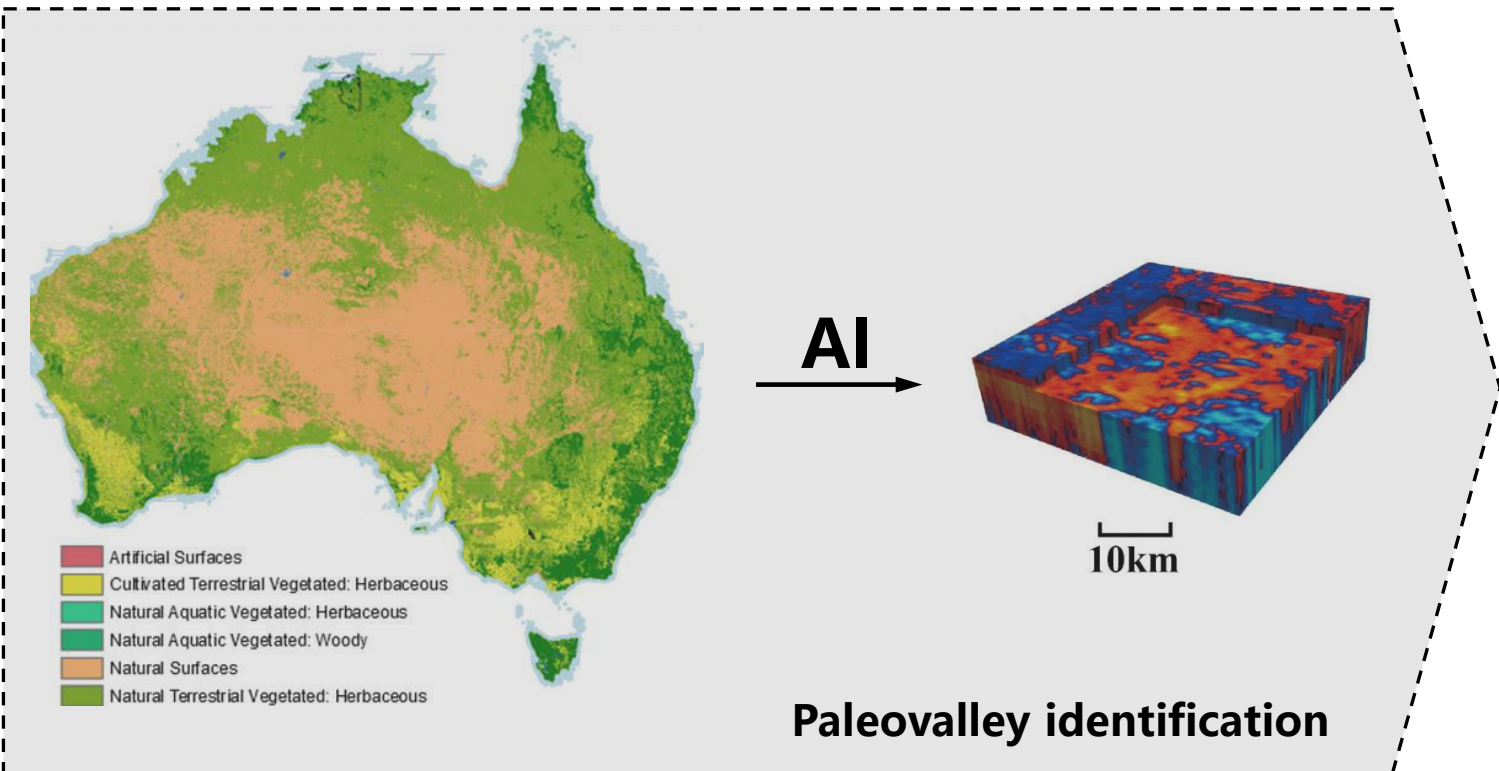 Artificial Surfaces
Cultivated Terrestrial Vegetated: Herbaceous
Natural Aquatic Vegetated: Herbaceous
Natural Aquatic Vegetated: Woody
Natural Surfaces
Natural Terrestrial Vegetated: Herbaceous
AI
10km
Paleovalley identification